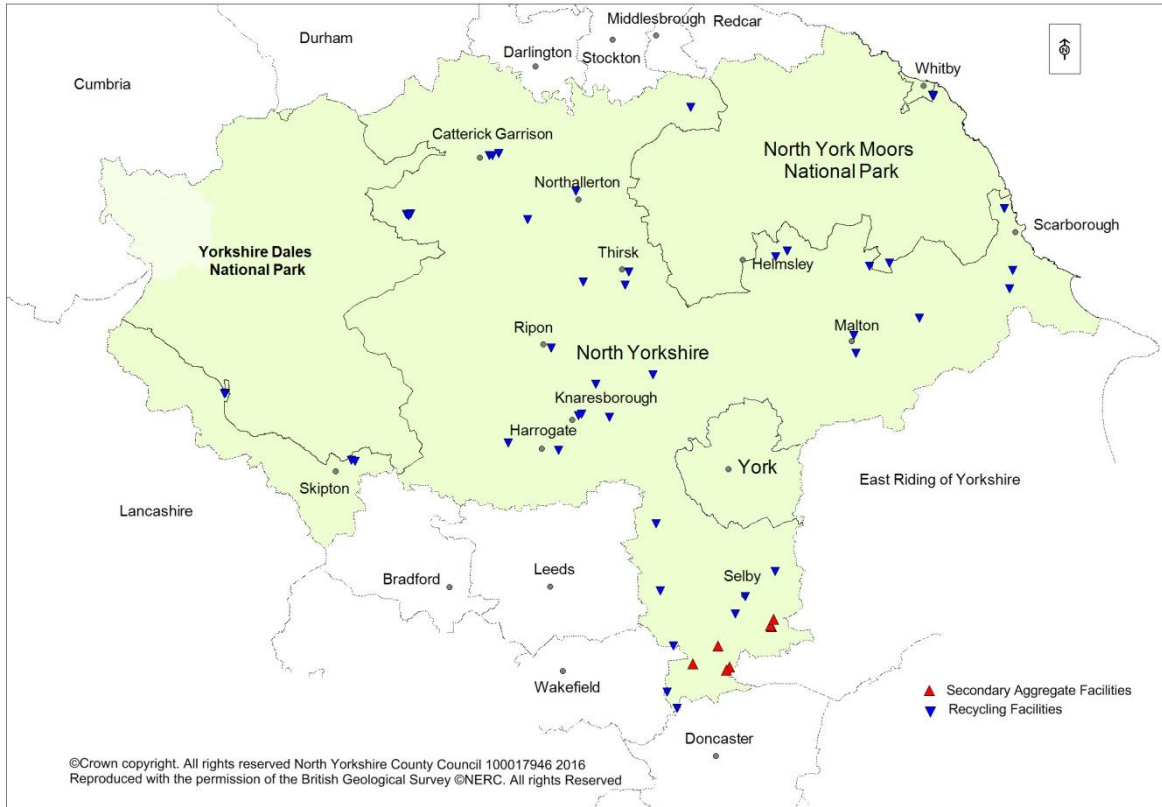 Middlesbrough
Redcar
Durham
Darlington
Stockton
N
Cumbria
Whitby
Catterick Garrison
North York Moors
National Park
Northallerton
Scarborough
Yorkshire Dales
National Park
Thirsk
Helmsley
Ripon
North Yorkshire
Malton
Knaresborough
Harrogate
York
Skipton
East Riding of Yorkshire
Lancashire
Bradford
Leeds
Selby
Wakefield
Secondary Aggregate Facilities
Recycling Facilities
Doncaster
©Crown copyright. All rights reserved North Yorkshire County Council 100017946 2016
Reproduced with the permission of the British Geological Survey ©NERC. All rights Reserved